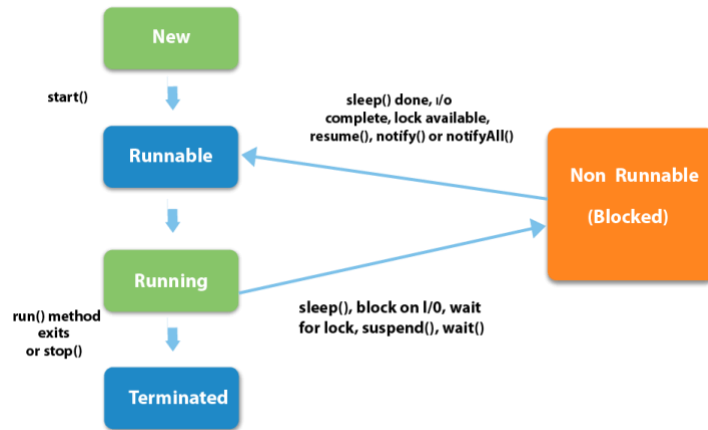 New
start()
sleep() done, I/o
complete, lock available,
resume(), notify() or notifyAll()
Runnable
Non Runnable
(Blocked)
Running
sleep(), block on l/0, wait
for lock, suspend(), wait()
run() method
exits
or stop()
Terminated